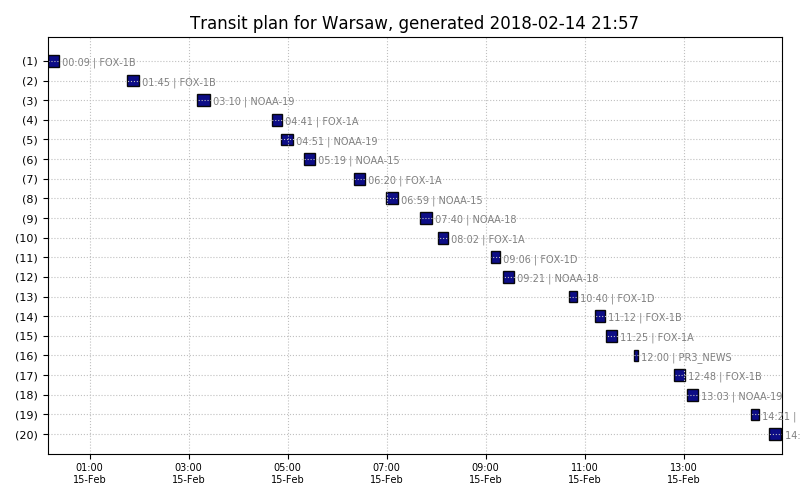 Transit plan for Warsaw, generated 2018-02-14 21:57
(1) 00:09 | FOX-1B
(2) 01:45 | FOX-1B
(3) 03:10 | NOAA-19
(4) 04:41 | FOX-1A
(5) 04:51 | NOAA-19
(6) 05:19 | NOAA-15
(7) 06:20 | FOX-1A
(8) 06:59 | NOAA-15
(9) 07:40 | NOAA-18
(10) 08:02 | FOX-1A
(11) 09:06 | FOX-1D
(12) 09:21 | NOAA-18
(13) 10:40 | FOX-1D
(14) 11:12 | FOX-1B
(15) 11:25 | FOX-1A
(16) 12:00 | PR3_NEWS
(17) 12:48 | FOX-1B
(18) 13:03 | NOAA-19
(19) 14:21 |
(20) 14:
01:00 03:00 05:00 07:00 09:00 11:00 13:00
15-Feb 15-Feb 15-Feb 15-Feb 15-Feb 15-Feb 15-Feb